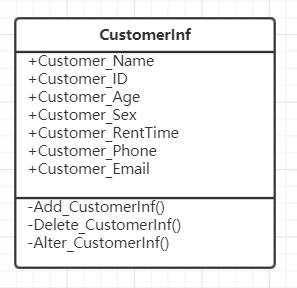 CustomerInf
+Customer_Name
+Customer_ID
+Customer_Age
+Customer_Sex
+Customer_RentTime
+Customer_Phone
+Customer_Email
-Add_CustomerInf()
-Delete_CustomerInf()
-Alter_CustomerInf()